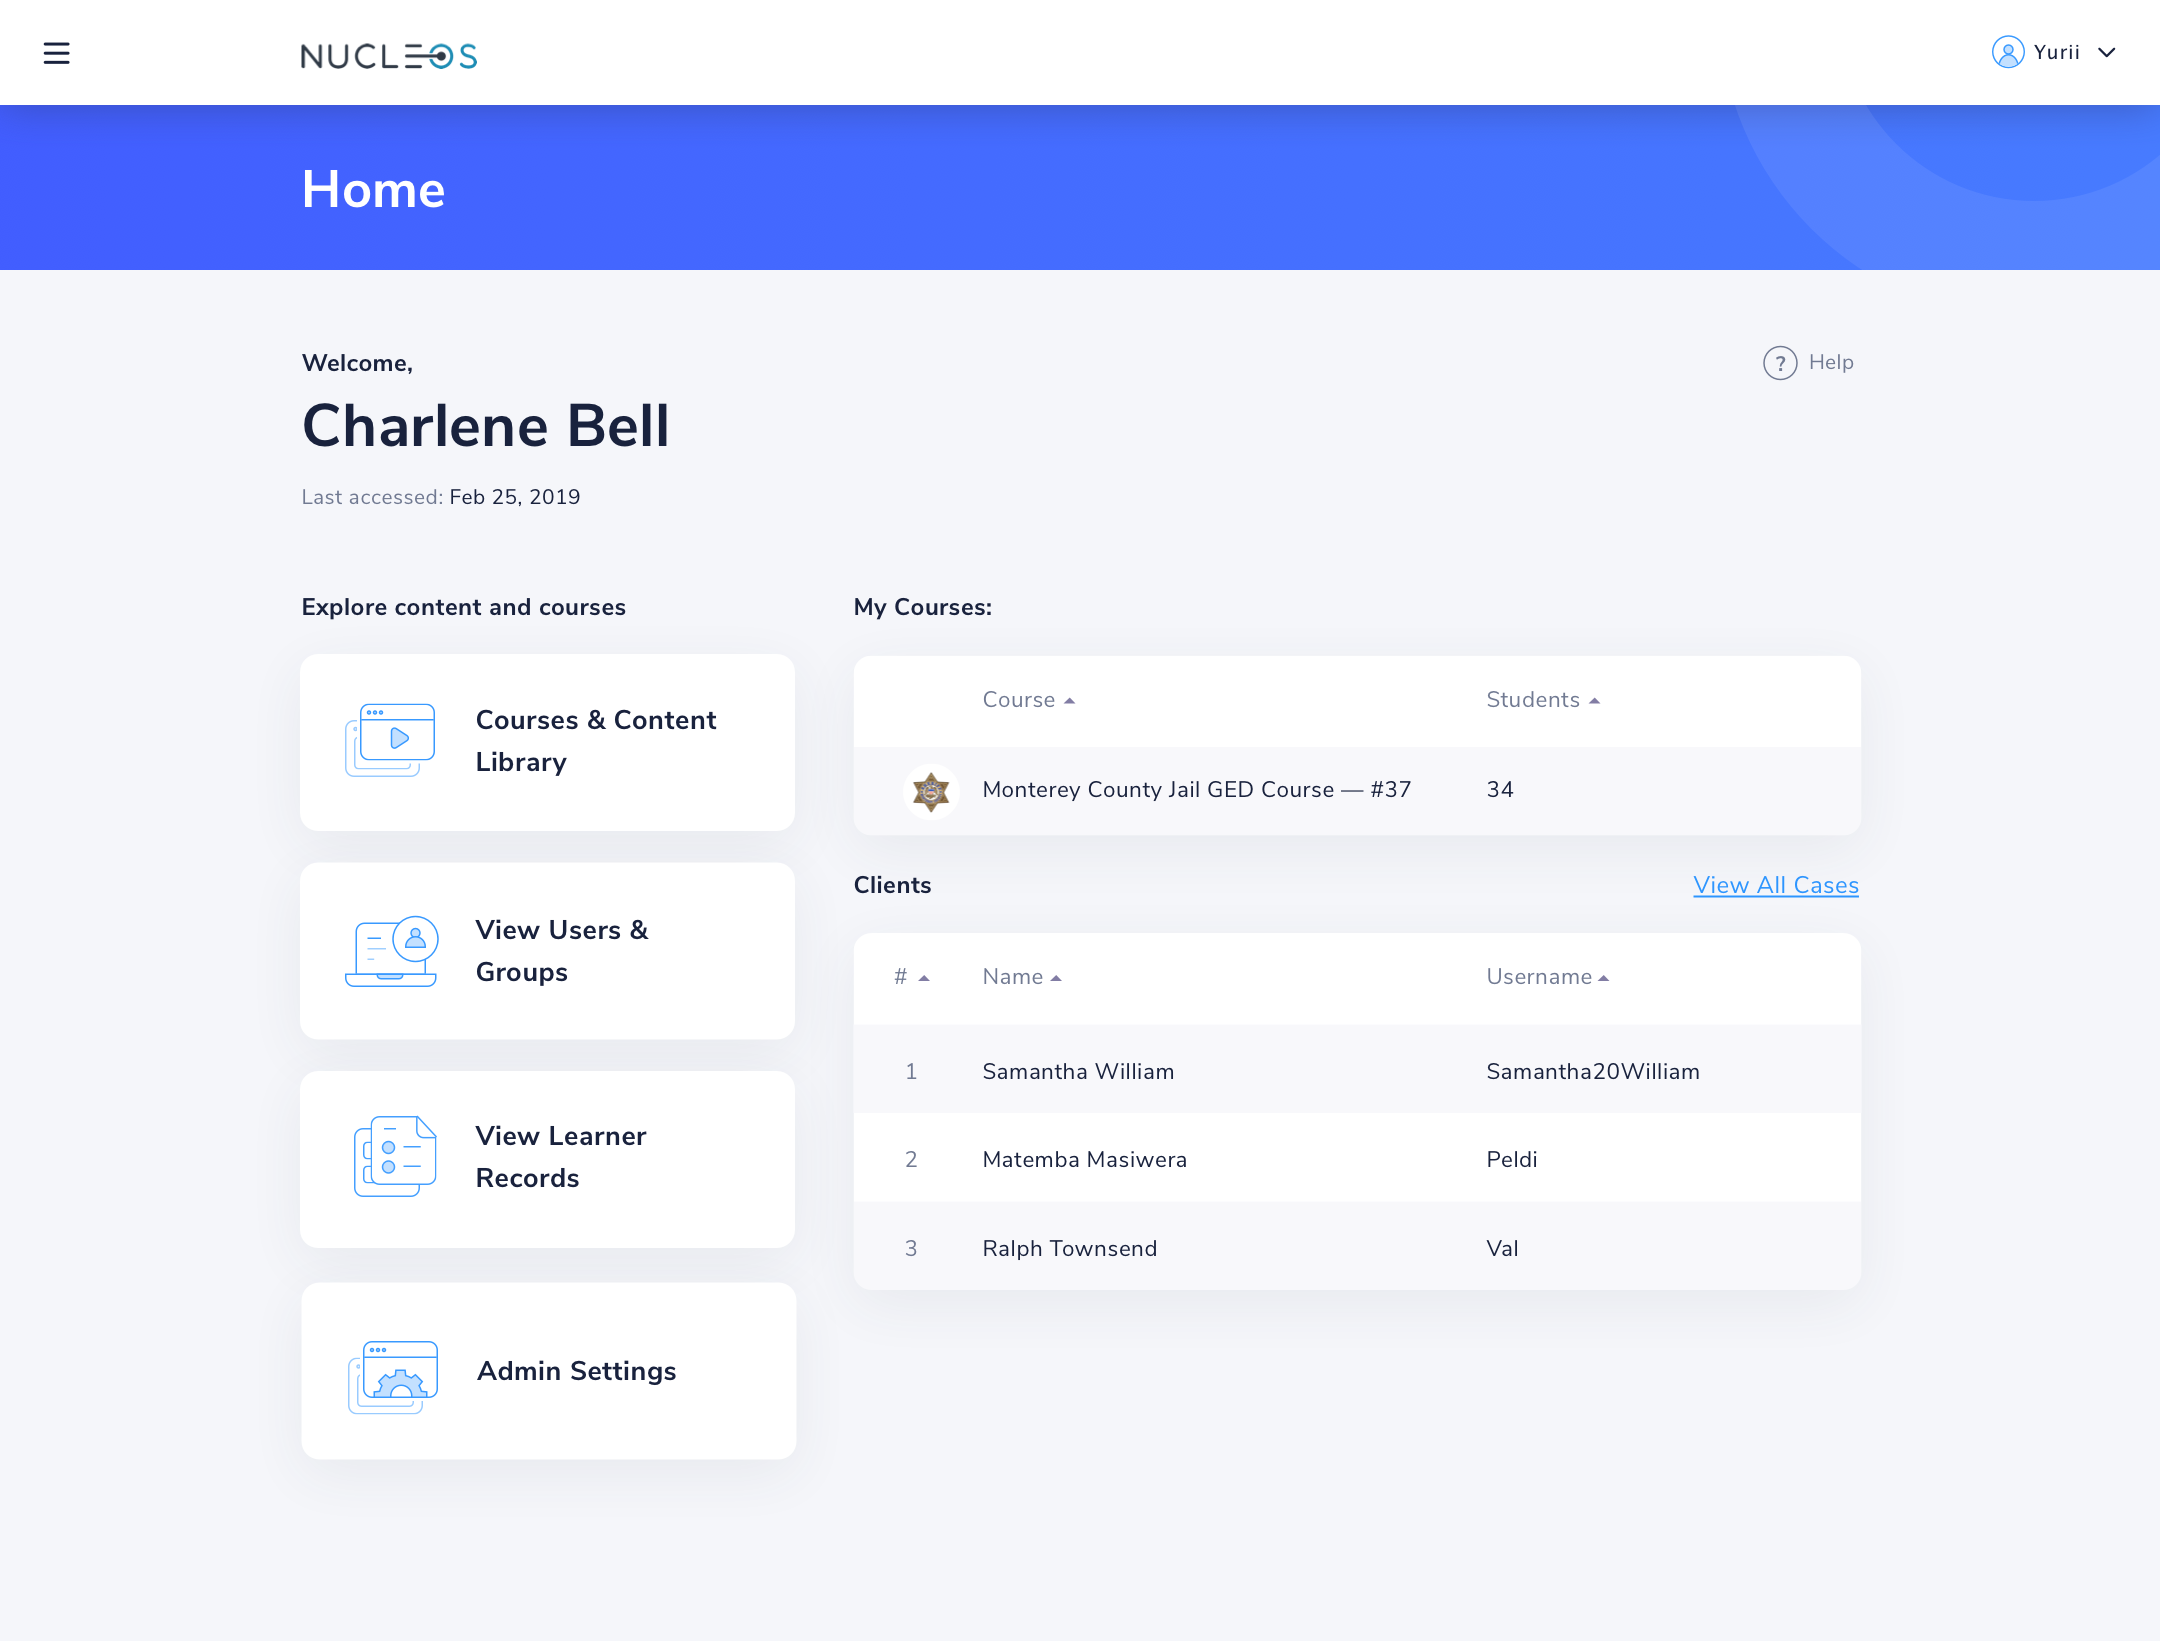 NUCLEOS
Yurii
Home
Welcome,
? Help
Charlene Bell
Last accessed: Feb 25, 2019
Explore content and courses
Courses & Content
Library
View Users &
Groups
View Learner
Records
Admin Settings
My Courses:
Course Students
Monterey County Jail GED Course — #37 34
Clients View All Cases
# Name Username
1 Samantha William Samantha20William
2 Matemba Masiwera Peldi
3 Ralph Townsend Val